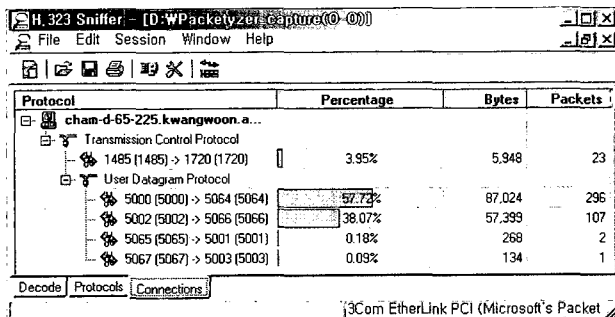 H.323 Sniffer - [D:₩Packetyzer-capture(0-00)]
File Edit Session Window Help
Protocol Percentage Bytes Packets
cham-d-65-225.kwangwoon.a...
Transmission Control Protocol
1485 (1485) -> 1720 (1720) 3.95% 5,948 23
User Datagram Protocol
5000 (5000) -> 5064 (5064) 57.72% 87,024 296
5002 (5002) -> 5066 (5066) 38.07% 57,399 107
5065 (5065) -> 5001 (5001) 0.18% 268 2
5067 (5067) -> 5003 (5003) 0.09% 134 1
Decode Protocols Connections
3Com EtherLink PCI (Microsoft's Packet